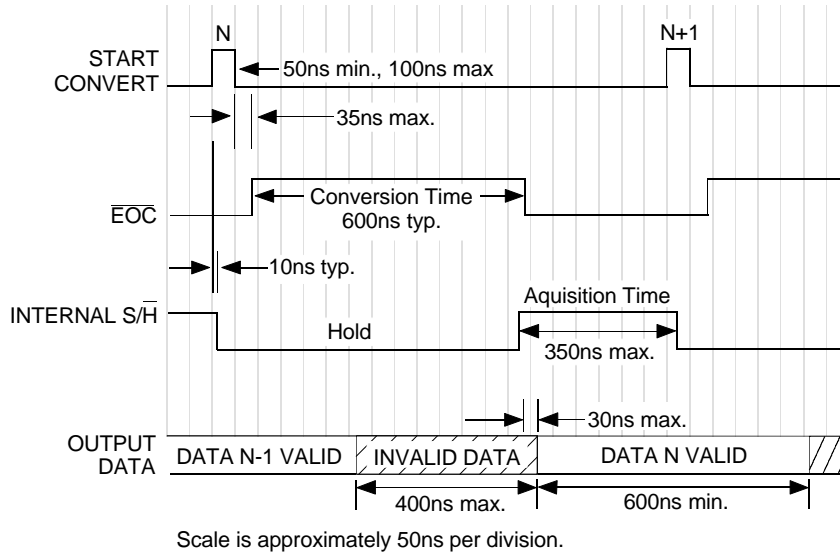 N
N+1
START
CONVERT
50ns min., 100ns max
35ns max.
EOC
Conversion Time
600ns typ.
10ns typ.
INTERNAL S/H
Hold
Aquisition Time
350ns max.
30ns max.
OUTPUT
DATA
DATA N-1 VALID
INVALID DATA
DATA N VALID
400ns max.
600ns min.
Scale is approximately 50ns per division.